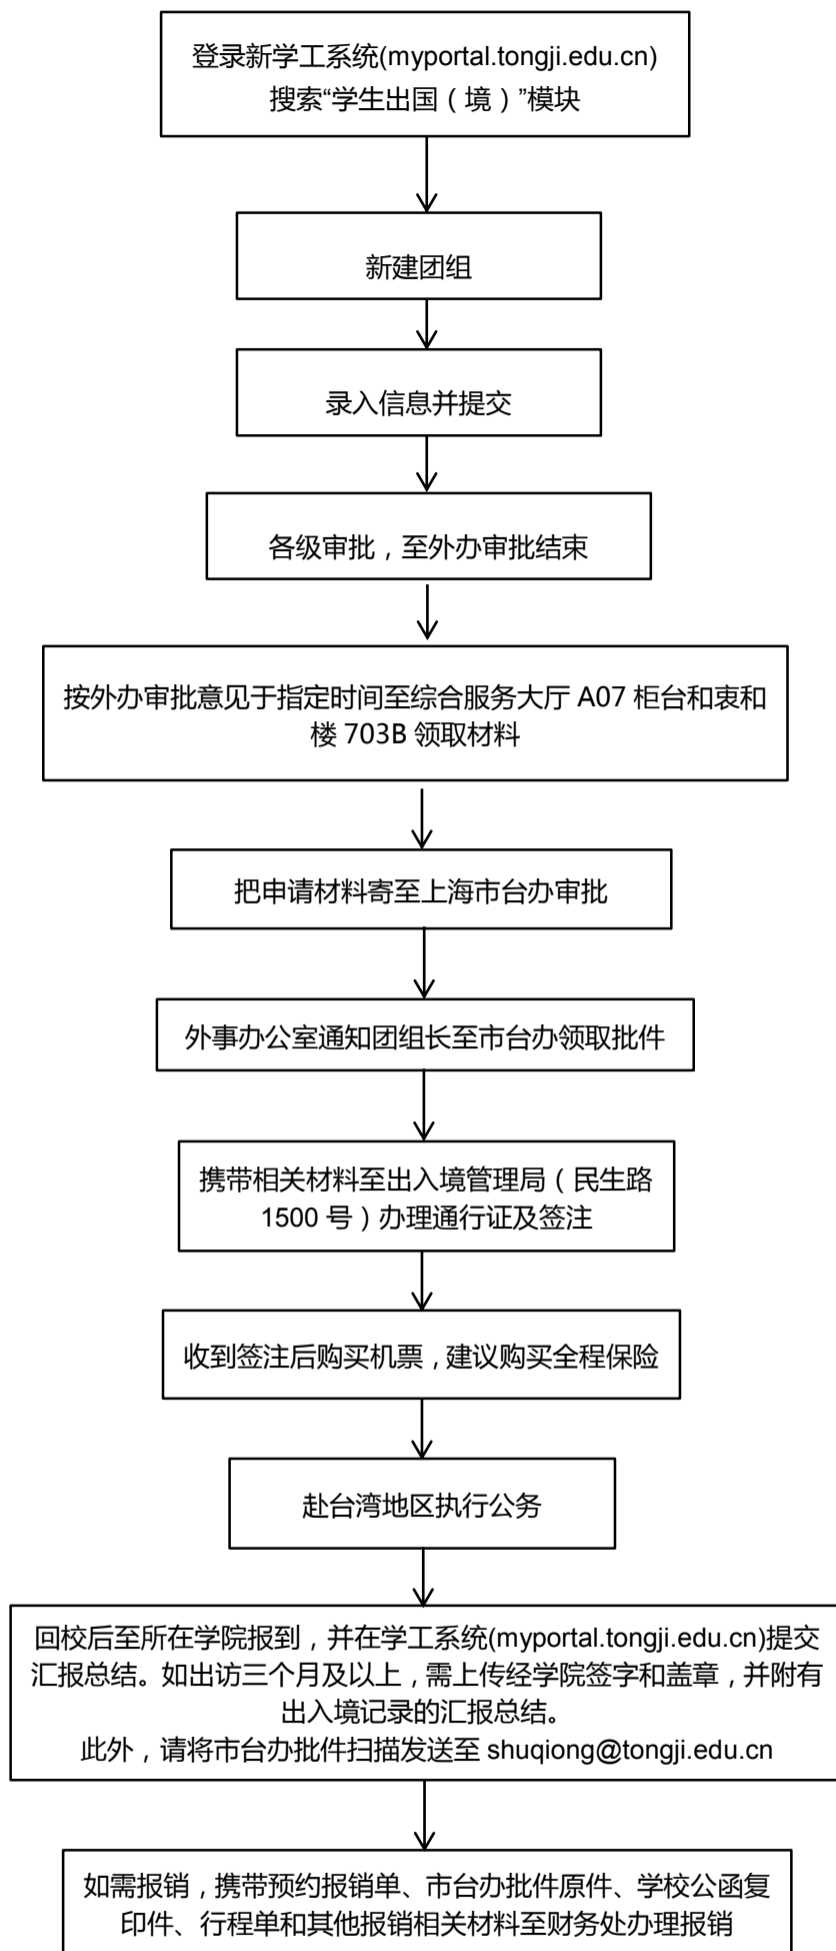 登录新学工系统(myportal.tongji.edu.cn)
搜索“学生出国（境）”模块
新建团组
录入信息并提交
各级审批，至外办审批结束
按外办审批意见于指定时间至综合服务大厅 A07 柜台和衷和
楼 703B 领取材料
把申请材料寄至上海市台办审批
外事办公室通知团组长至市台办领取批件
携带相关材料至出入境管理局（民生路
1500 号）办理通行证及签注
收到签注后购买机票，建议购买全程保险
赴台湾地区执行公务
回校后至所在学院报到，并在学工系统(myportal.tongji.edu.cn)提交
汇报总结。如出访三个月及以上，需上传经学院签字和盖章，并附有
出入境记录的汇报总结。
此外，请将市台办批件扫描发送至 shuqiong@tongji.edu.cn
如需报销，携带预约报销单、市台办批件原件、学校公函复
印件、行程单和其他报销相关材料至财务处办理报销